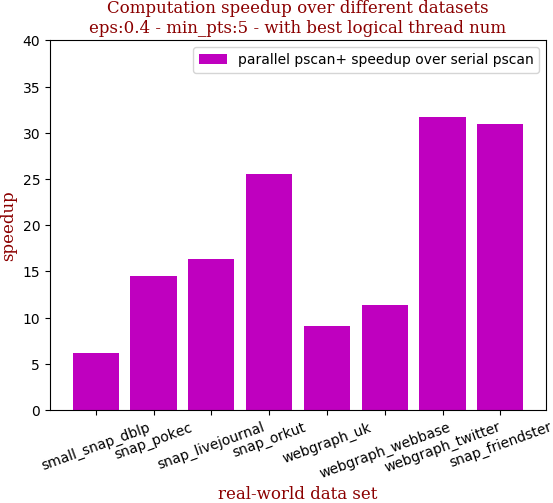 Computation speedup over different datasets
eps:0.4 - min_pts:5 - with best logical thread num
parallel pscan+ speedup over serial pscan
speedup
40
35
30
25
20
15
10
5
0
small_snap_dblp
snap_pokec
snap_livejournal
snap_orkut
webgraph_uk
webgraph_webbase
webgraph_twitter
snap_friendster
real-world data set